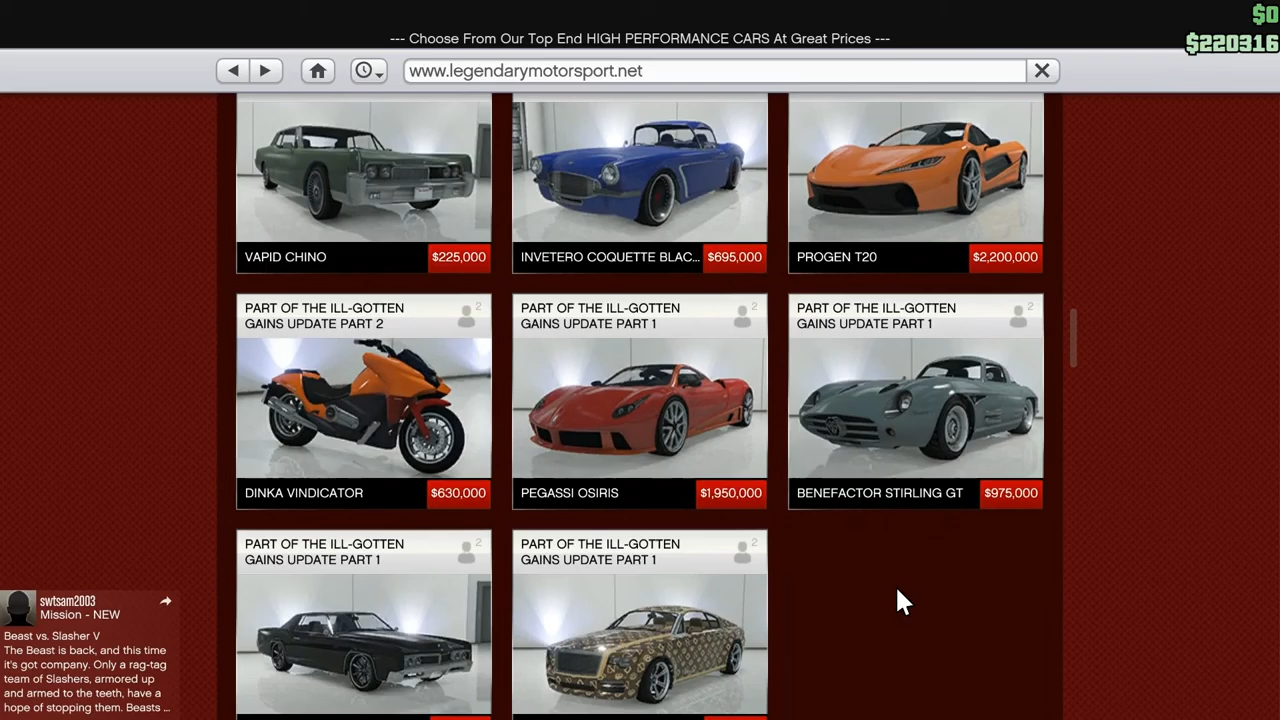 $0
$220316
--- Choose From Our Top End HIGH PERFORMANCE CARS At Great Prices ---
www.legendarymotorsport.net
VAPID CHINO
$225,000
INVETERO COQUETTE BLAC...
$695,000
PROGEN T20
$2,200,000
PART OF THE ILL-GOTTEN
GAINS UPDATE PART 2
2
PART OF THE ILL-GOTTEN
GAINS UPDATE PART 1
2
PART OF THE ILL-GOTTEN
GAINS UPDATE PART 1
2
DINKA VINDICATOR
$630,000
PEGASSI OSIRIS
$1,950,000
BENEFACTOR STIRLING GT
$975,000
PART OF THE ILL-GOTTEN
GAINS UPDATE PART 1
2
PART OF THE ILL-GOTTEN
GAINS UPDATE PART 1
2
swtsam2003
Mission - NEW
Beast vs. Slasher V
The Beast is back, and this time
it's got company. Only a rag-tag
team of Slashers, armored up
and armed to the teeth, have a
hope of stopping them. Beasts ...